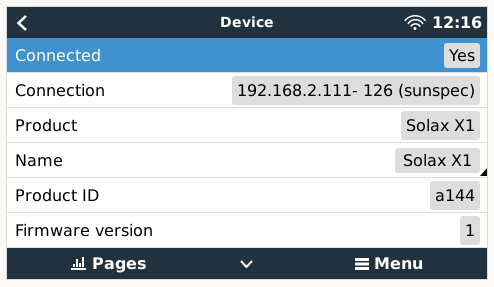 Device
12:16
Connected Yes
Connection 192.168.2.111- 126 (sunspec)
Product Solax X1
Name Solax X1
Product ID a144
Firmware version 1
Pages Menu